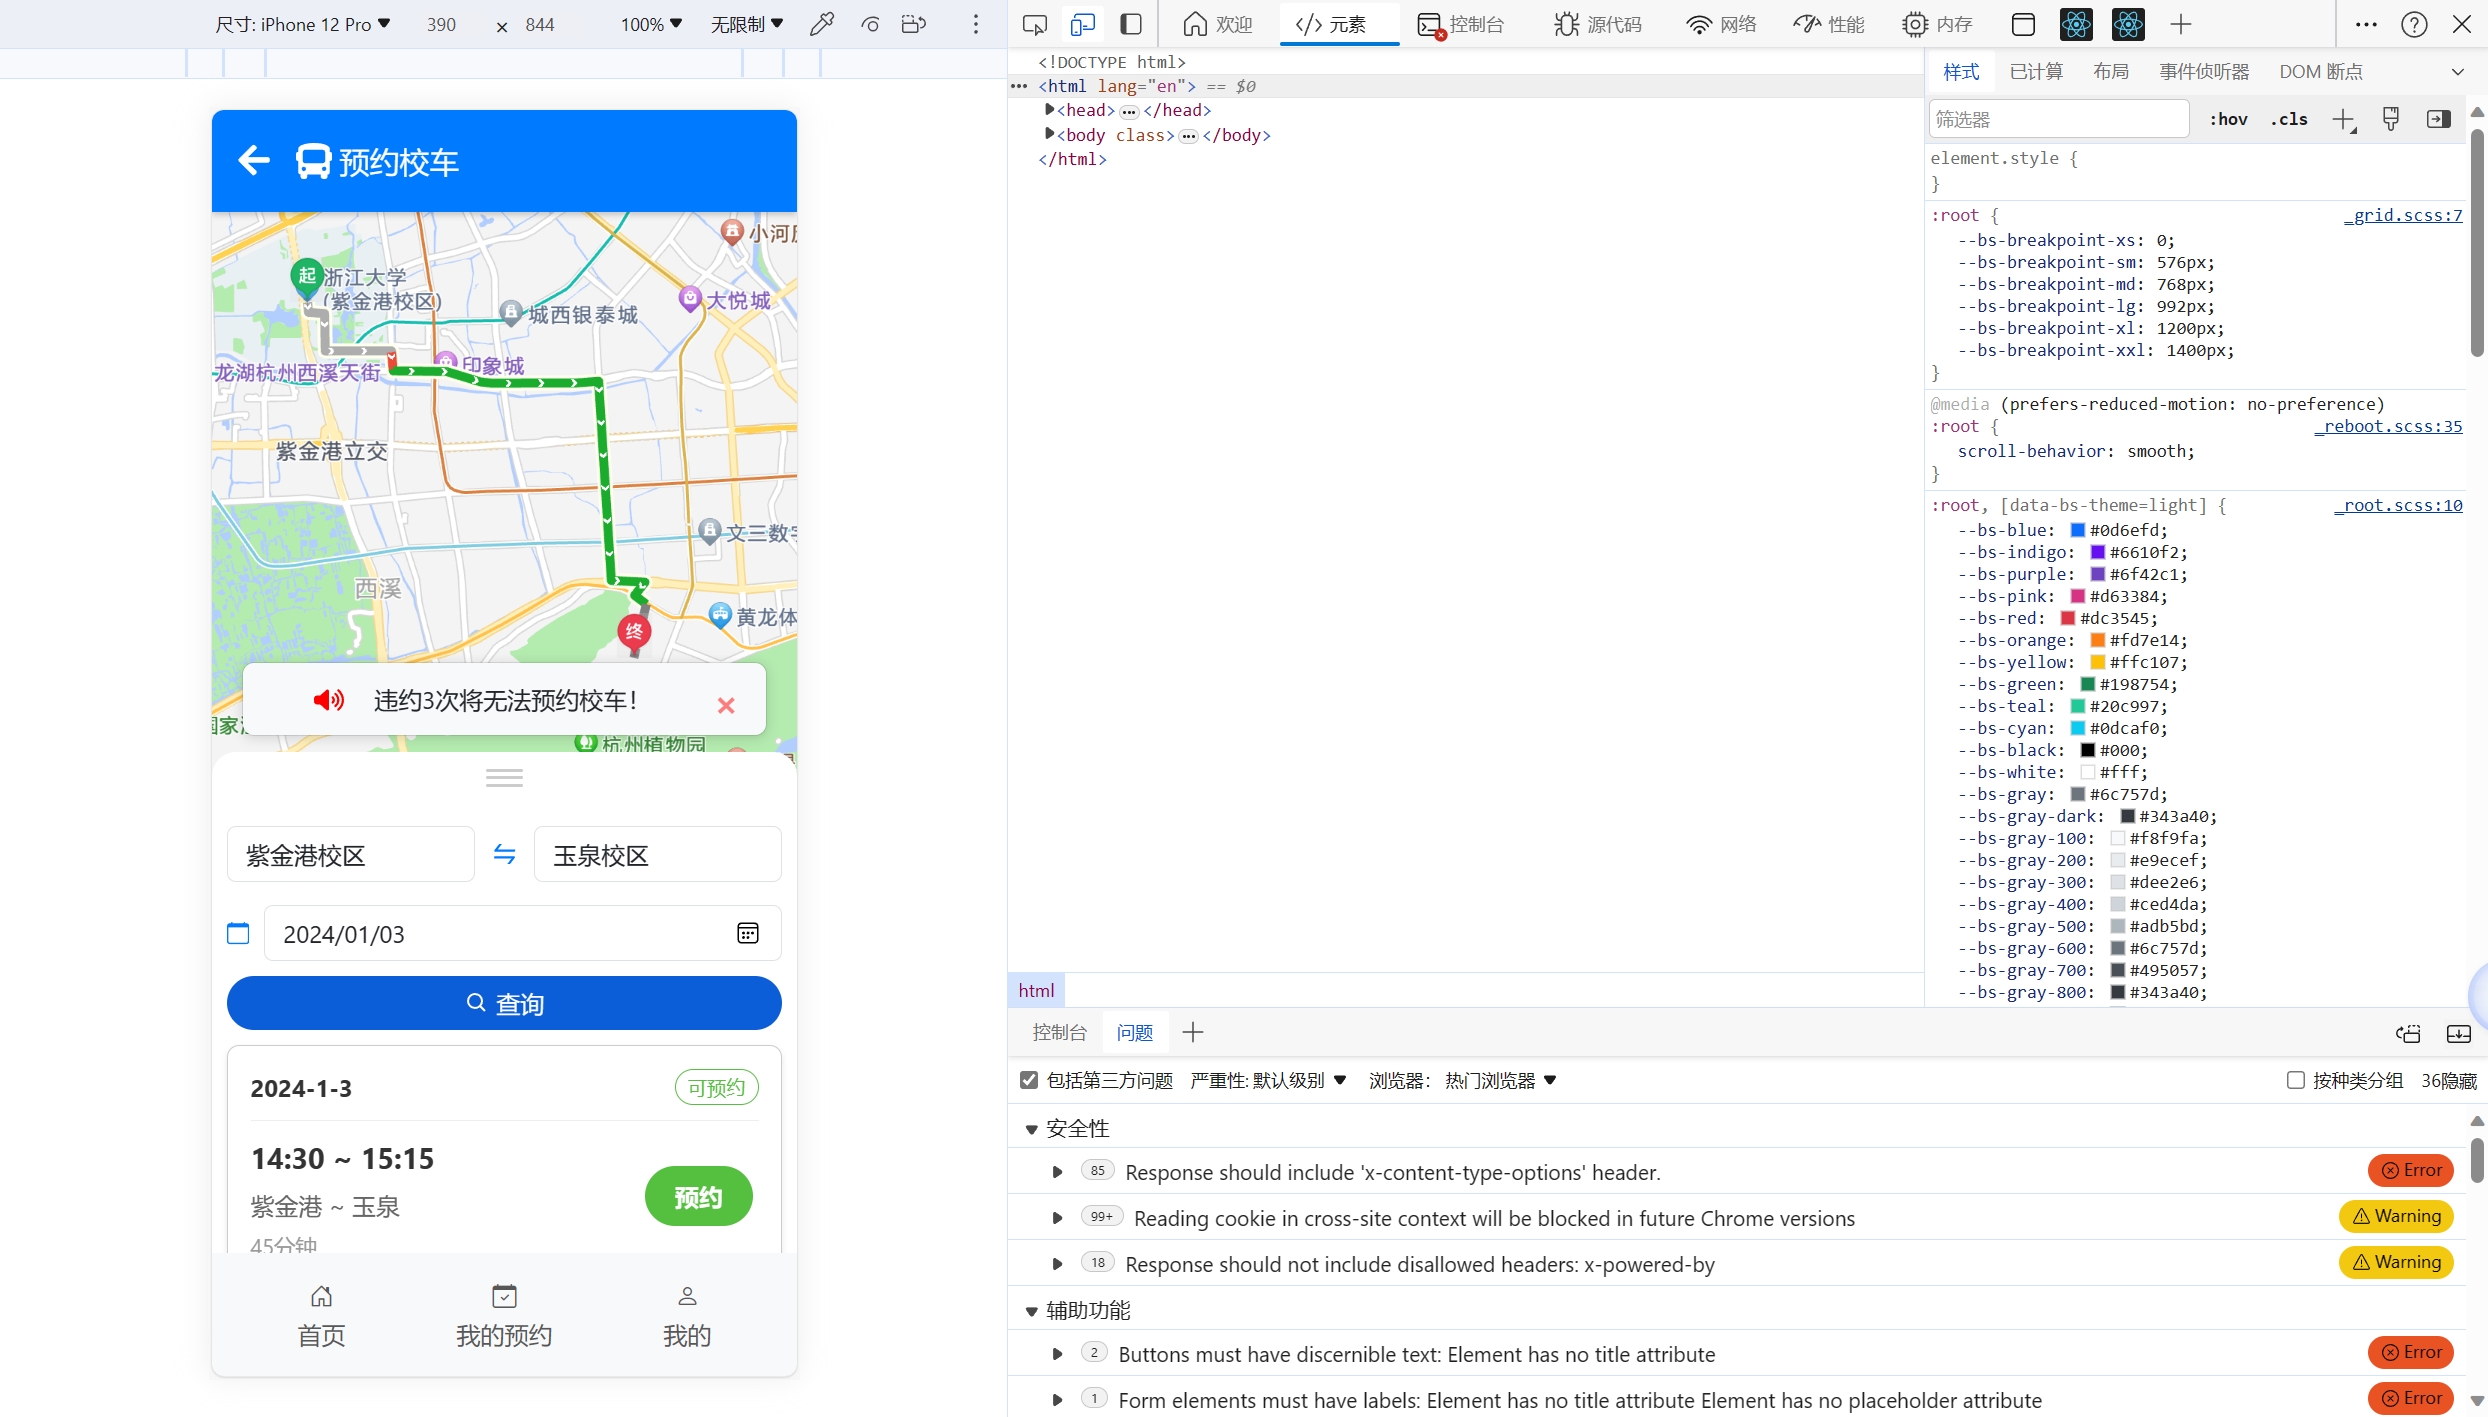 尺寸: iPhone 12 Pro 390 × 844 100% 无限制
欢迎 元素 控制台 源代码 网络 性能 内存
预约校车
小河历
起
浙江大学
(紫金港校区)
城西银泰城
大悦城
印象城
龙湖杭州西溪天街
紫金港立交
文三数字
西溪
黄龙体
终
违约3次将无法预约校车!
国家湿
杭州植物园
紫金港校区 玉泉校区
2024/01/03
查询
2024-1-3 可预约
14:30 ~ 15:15
紫金港 ~ 玉泉
预约
45分钟
首页 我的预约 我的
<!DOCTYPE html>
<html lang="en"> == $0
<head> ••• </head>
<body class> ••• </body>
</html>
html
样式 已计算 布局 事件侦听器 DOM 断点
筛选器 :hov .cls
element.style {
}
:root { _grid.scss:7
--bs-breakpoint-xs: 0;
--bs-breakpoint-sm: 576px;
--bs-breakpoint-md: 768px;
--bs-breakpoint-lg: 992px;
--bs-breakpoint-xl: 1200px;
--bs-breakpoint-xxl: 1400px;
}
@media (prefers-reduced-motion: no-preference)
:root { _reboot.scss:35
scroll-behavior: smooth;
}
:root, [data-bs-theme=light] { _root.scss:10
--bs-blue: #0d6efd;
--bs-indigo: #6610f2;
--bs-purple: #6f42c1;
--bs-pink: #d63384;
--bs-red: #dc3545;
--bs-orange: #fd7e14;
--bs-yellow: #ffc107;
--bs-green: #198754;
--bs-teal: #20c997;
--bs-cyan: #0dcaf0;
--bs-black: #000;
--bs-white: #fff;
--bs-gray: #6c757d;
--bs-gray-dark: #343a40;
--bs-gray-100: #f8f9fa;
--bs-gray-200: #e9ecef;
--bs-gray-300: #dee2e6;
--bs-gray-400: #ced4da;
--bs-gray-500: #adb5bd;
--bs-gray-600: #6c757d;
--bs-gray-700: #495057;
--bs-gray-800: #343a40;
控制台 问题
包括第三方问题 严重性: 默认级别 浏览器: 热门浏览器 按种类分组 36隐藏
安全性
85 Response should include 'x-content-type-options' header. Error
99+ Reading cookie in cross-site context will be blocked in future Chrome versions Warning
18 Response should not include disallowed headers: x-powered-by Warning
辅助功能
2 Buttons must have discernible text: Element has no title attribute Error
1 Form elements must have labels: Element has no title attribute Element has no placeholder attribute Error